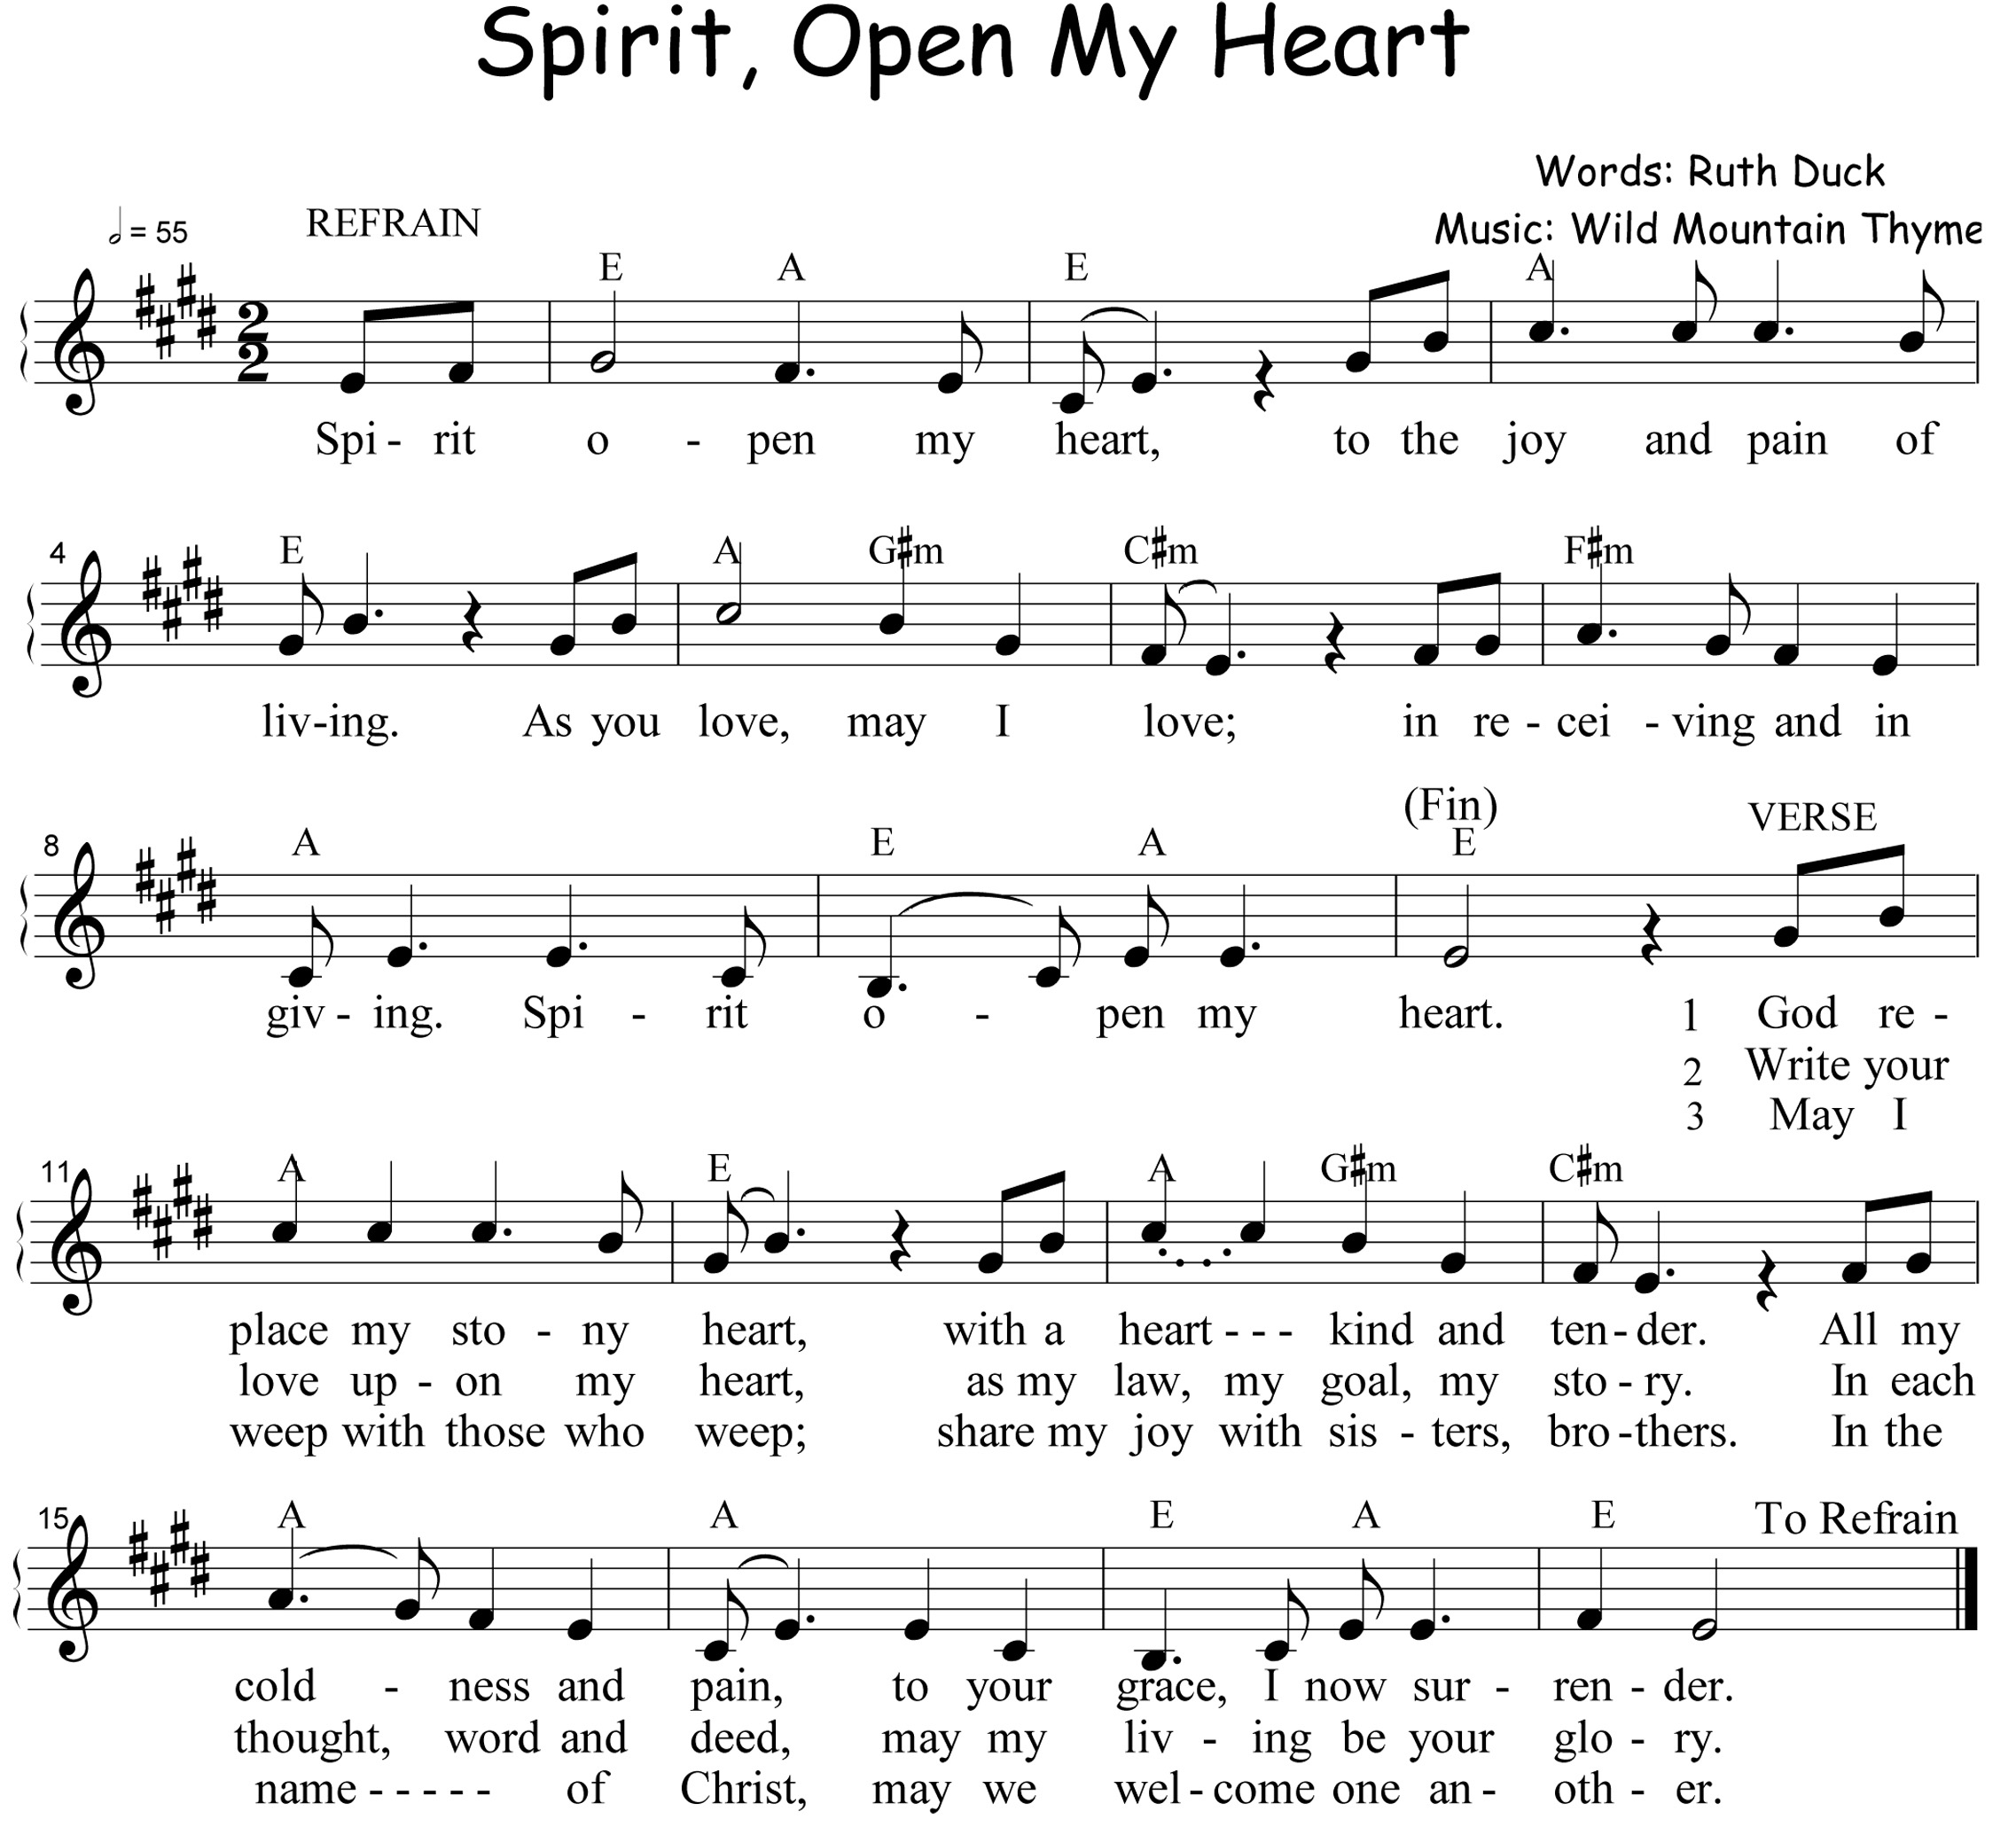 Spirit, Open My Heart
Words: Ruth Duck
= 55 REFRAIN
Music: Wild Mountain Thyme
E A E A
2
2
Spi - rit o - pen my heart, to the joy and pain of
4 E A G#m C#m F#m
liv-ing. As you love, may I love; in re - cei - ving and in
(Fin) VERSE
8 A E A E
giv - ing. Spi - rit o - pen my heart. 1 God re -
2 Write your
3 May I
11 A E A G#m C#m
place my sto - ny heart, with a heart - - - kind and ten- der. All my
love up - on my heart, as my law, my goal, my sto - ry. In each
weep with those who weep; share my joy with sis - ters, bro -thers. In the
15 A A E A E To Refrain
cold - ness and pain, to your grace, I now sur - ren - der.
thought, word and deed, may my liv - ing be your glo - ry.
name - - - - - of Christ, may we wel - come one an - oth - er.